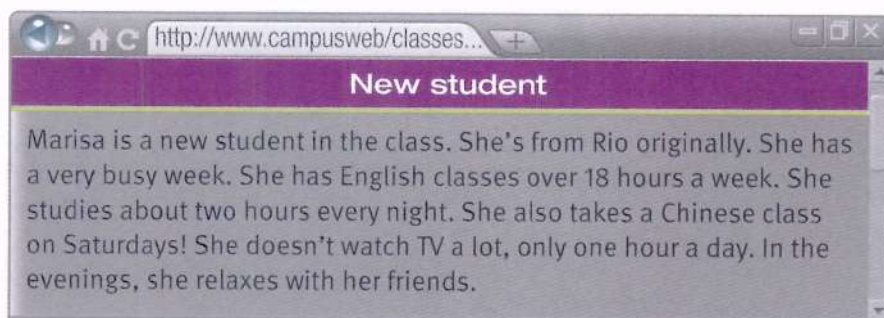 http://www.campusweb/classes...
New student
Marisa is a new student in the class. She's from Rio originally. She has
a very busy week. She has English classes over 18 hours a week. She
studies about two hours every night. She also takes a Chinese class
on Saturdays! She doesn't watch TV a lot, only one hour a day. In the
evenings, she relaxes with her friends.